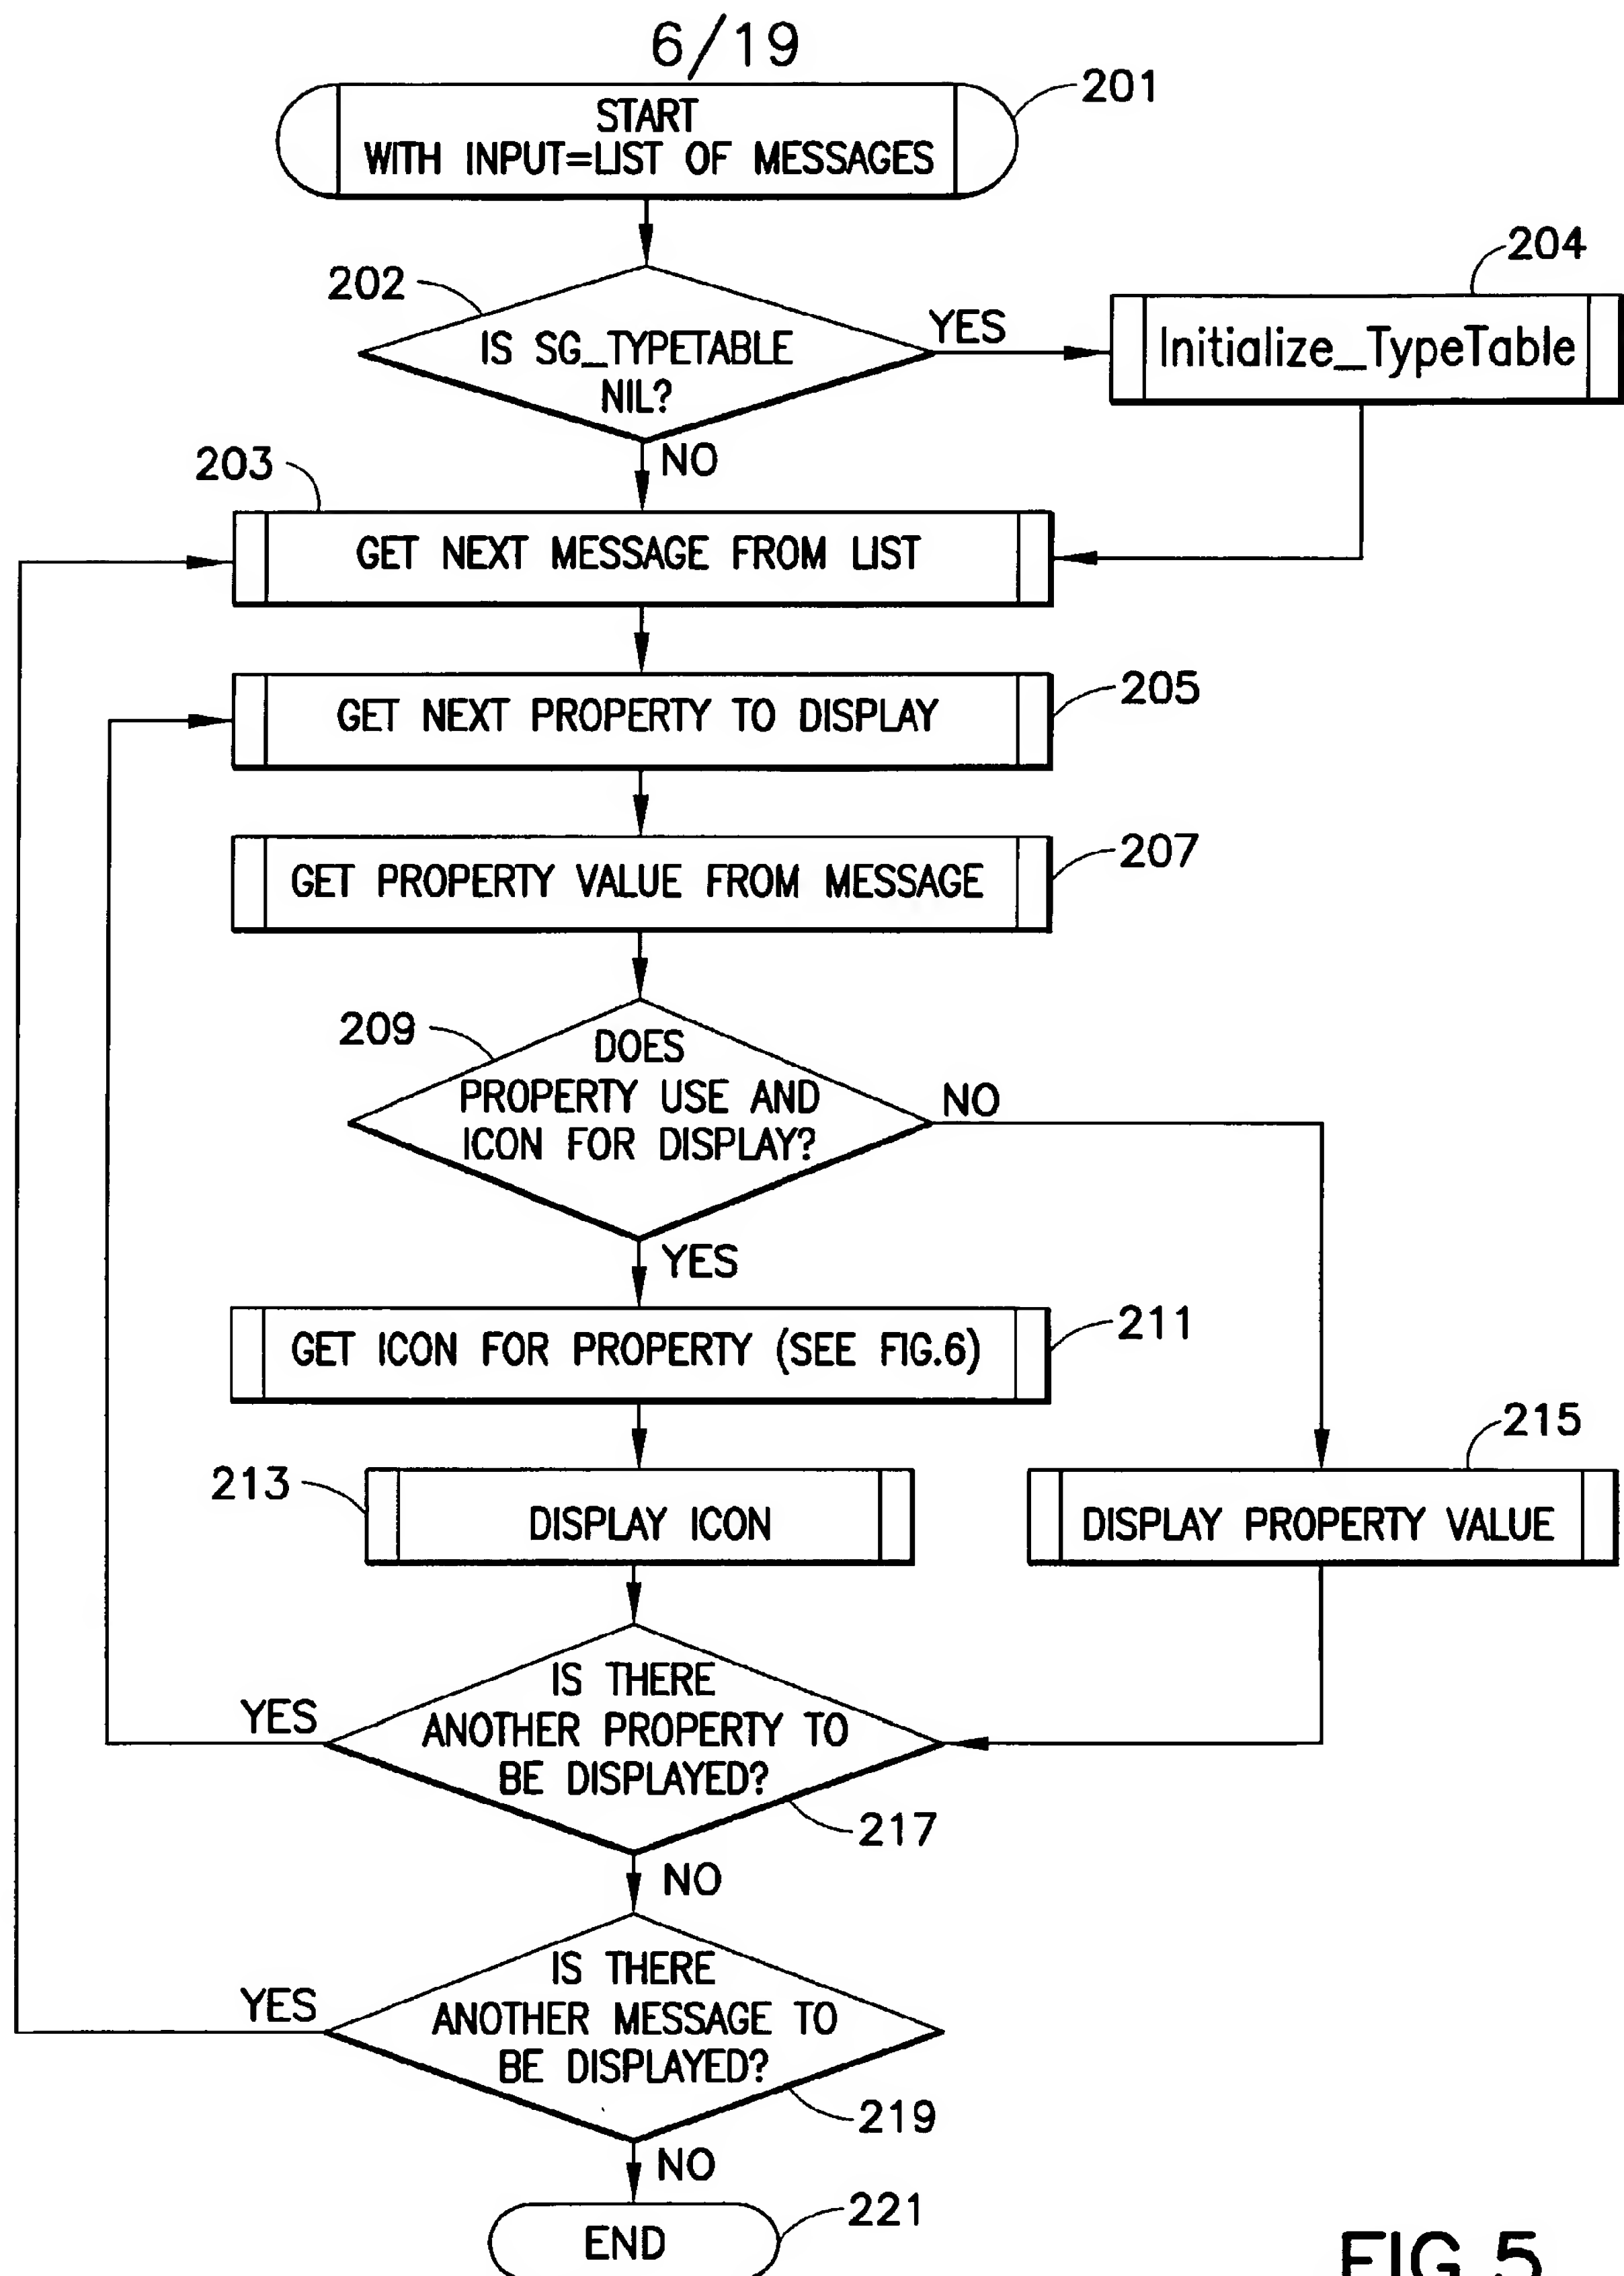 6/19
START
WITH INPUT=LIST OF MESSAGES
201
202
IS SG_TYPETABLE
NIL?
YES
204
Initialize_TypeTable
NO
203
GET NEXT MESSAGE FROM LIST
GET NEXT PROPERTY TO DISPLAY
205
GET PROPERTY VALUE FROM MESSAGE
207
209
DOES
PROPERTY USE AND
ICON FOR DISPLAY?
NO
YES
GET ICON FOR PROPERTY (SEE FIG.6)
211
213
DISPLAY ICON
215
DISPLAY PROPERTY VALUE
IS THERE
ANOTHER PROPERTY TO
BE DISPLAYED?
YES
217
NO
IS THERE
ANOTHER MESSAGE TO
BE DISPLAYED?
YES
219
NO
END
221
FIG.5